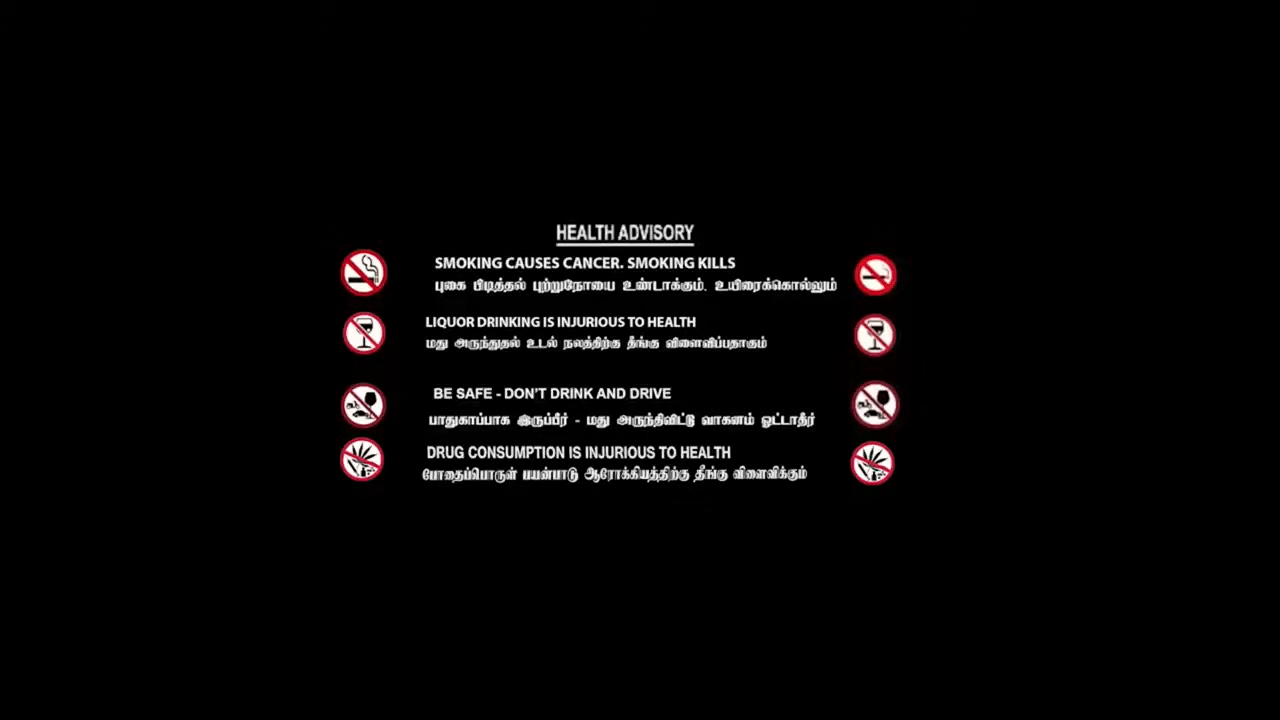 HEALTH ADVISORY
SMOKING CAUSES CANCER. SMOKING KILLS
புகை பிடித்தல் புற்றுநோயை உண்டாக்கும். உயிரைக்கொல்லும்
LIQUOR DRINKING IS INJURIOUS TO HEALTH
மது அருந்துதல் உடல் நலத்திற்கு தீங்கு விளைவிப்பதாகும்
BE SAFE - DON'T DRINK AND DRIVE
பாதுகாப்பாக இருப்பீர் - மது அருந்திவிட்டு வாகனம் ஓட்டாதீர்
DRUG CONSUMPTION IS INJURIOUS TO HEALTH
போதைப்பொருள் பயன்பாடு ஆரோக்கியத்திற்கு தீங்கு விளைவிக்கும்